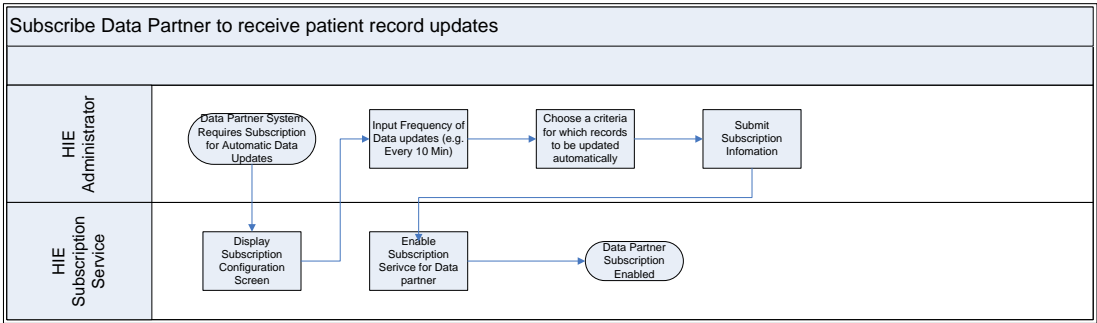 Subscribe Data Partner to receive patient record updates
HIE
Administrator
Data Partner System
Requires Subscription
for Automatic Data
Updates
Input Frequency of
Data updates (e.g.
Every 10 Min)
Choose a criteria
for which records
to be updated
automatically
Submit
Subscription
Infomation
HIE
Subscription
Service
Display
Subscription
Configuration
Screen
Enable
Subscription
Serivce for Data
partner
Data Partner
Subscription
Enabled